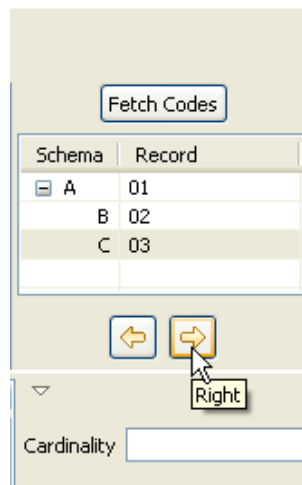 Fetch Codes
Schema Record
A 01
B 02
C 03
Right
Cardinality